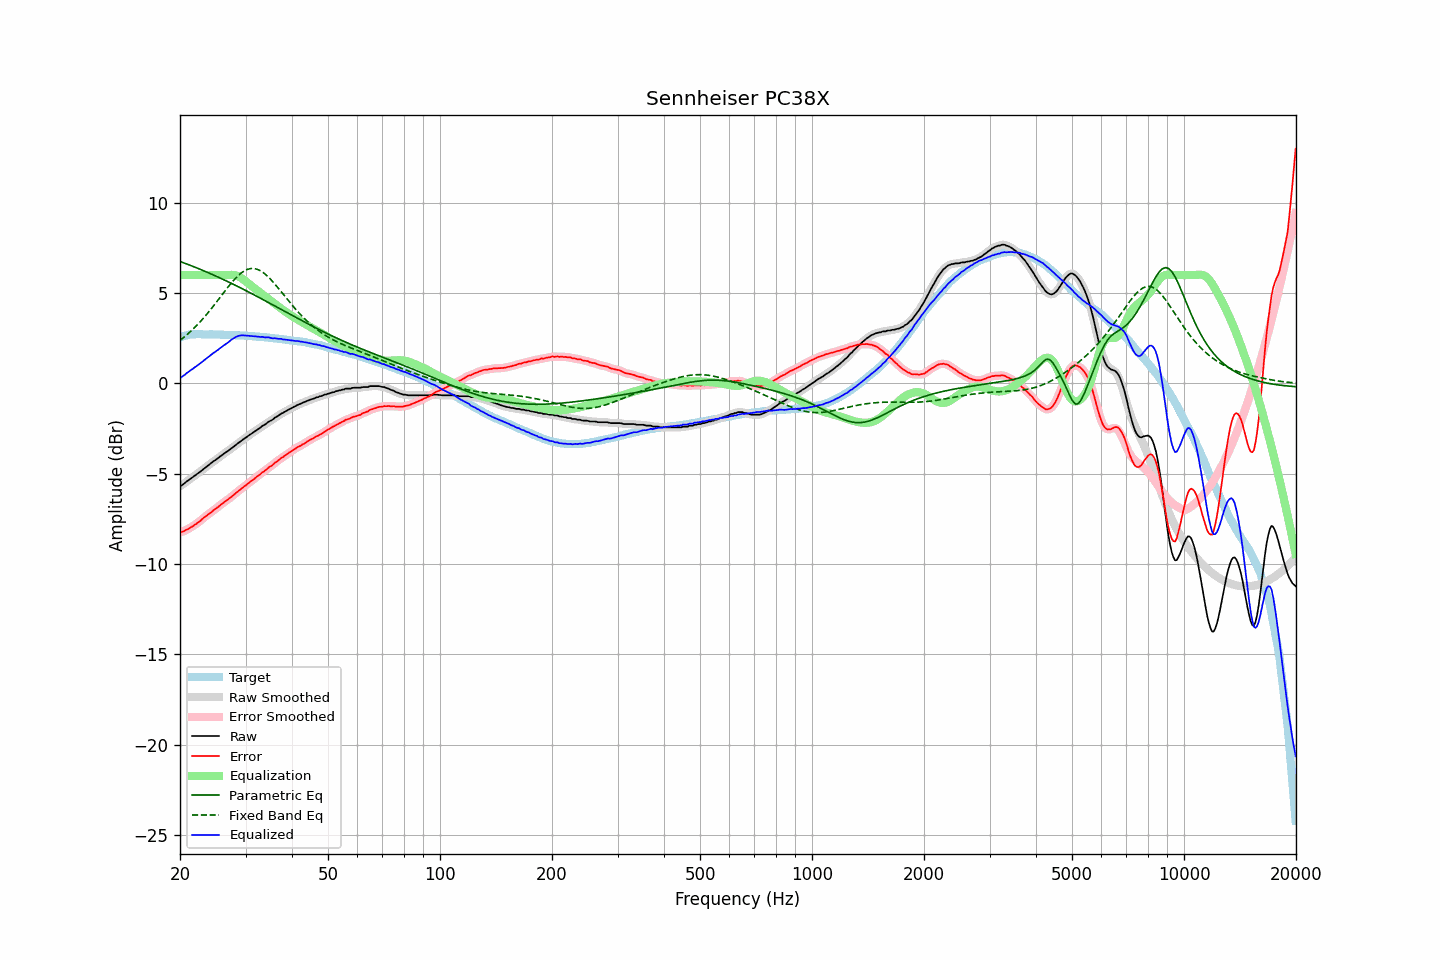 Sennheiser PC38X
Amplitude (dBr)
10
5
0
−5
−10
−15
−20
−25
Target
Raw Smoothed
Error Smoothed
Raw
Error
Equalization
Parametric Eq
Fixed Band Eq
Equalized
20 50 100 200 500 1000 2000 5000 10000 20000
Frequency (Hz)